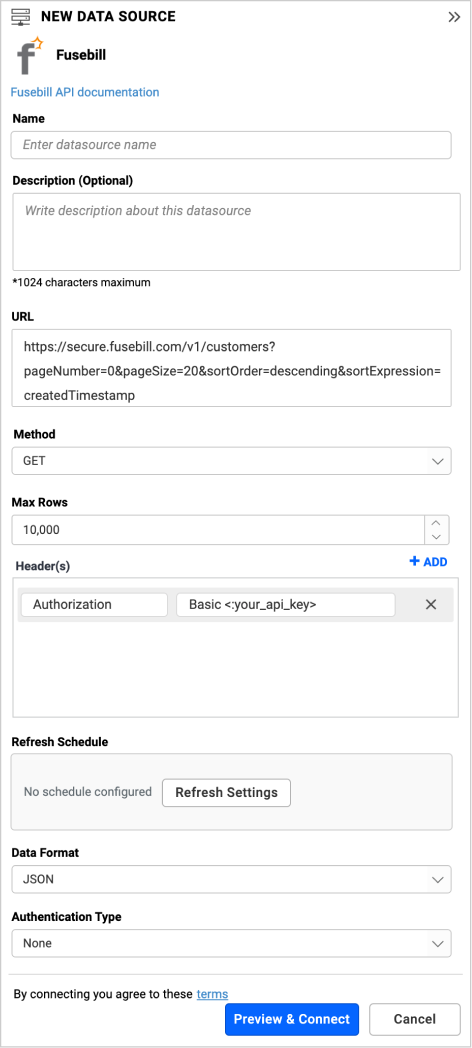 NEW DATA SOURCE
Fusebill
Fusebill API documentation
Name
Enter datasource name
Description (Optional)
Write description about this datasource
*1024 characters maximum
URL
https://secure.fusebill.com/v1/customers?
pageNumber=0&pageSize=20&sortOrder=descending&sortExpression=
createdTimestamp
Method
GET
Max Rows
10,000
Header(s)
+ ADD
Authorization
Basic <:your_api_key>
Refresh Schedule
No schedule configured
Refresh Settings
Data Format
JSON
Authentication Type
None
By connecting you agree to these terms
Preview & Connect
Cancel